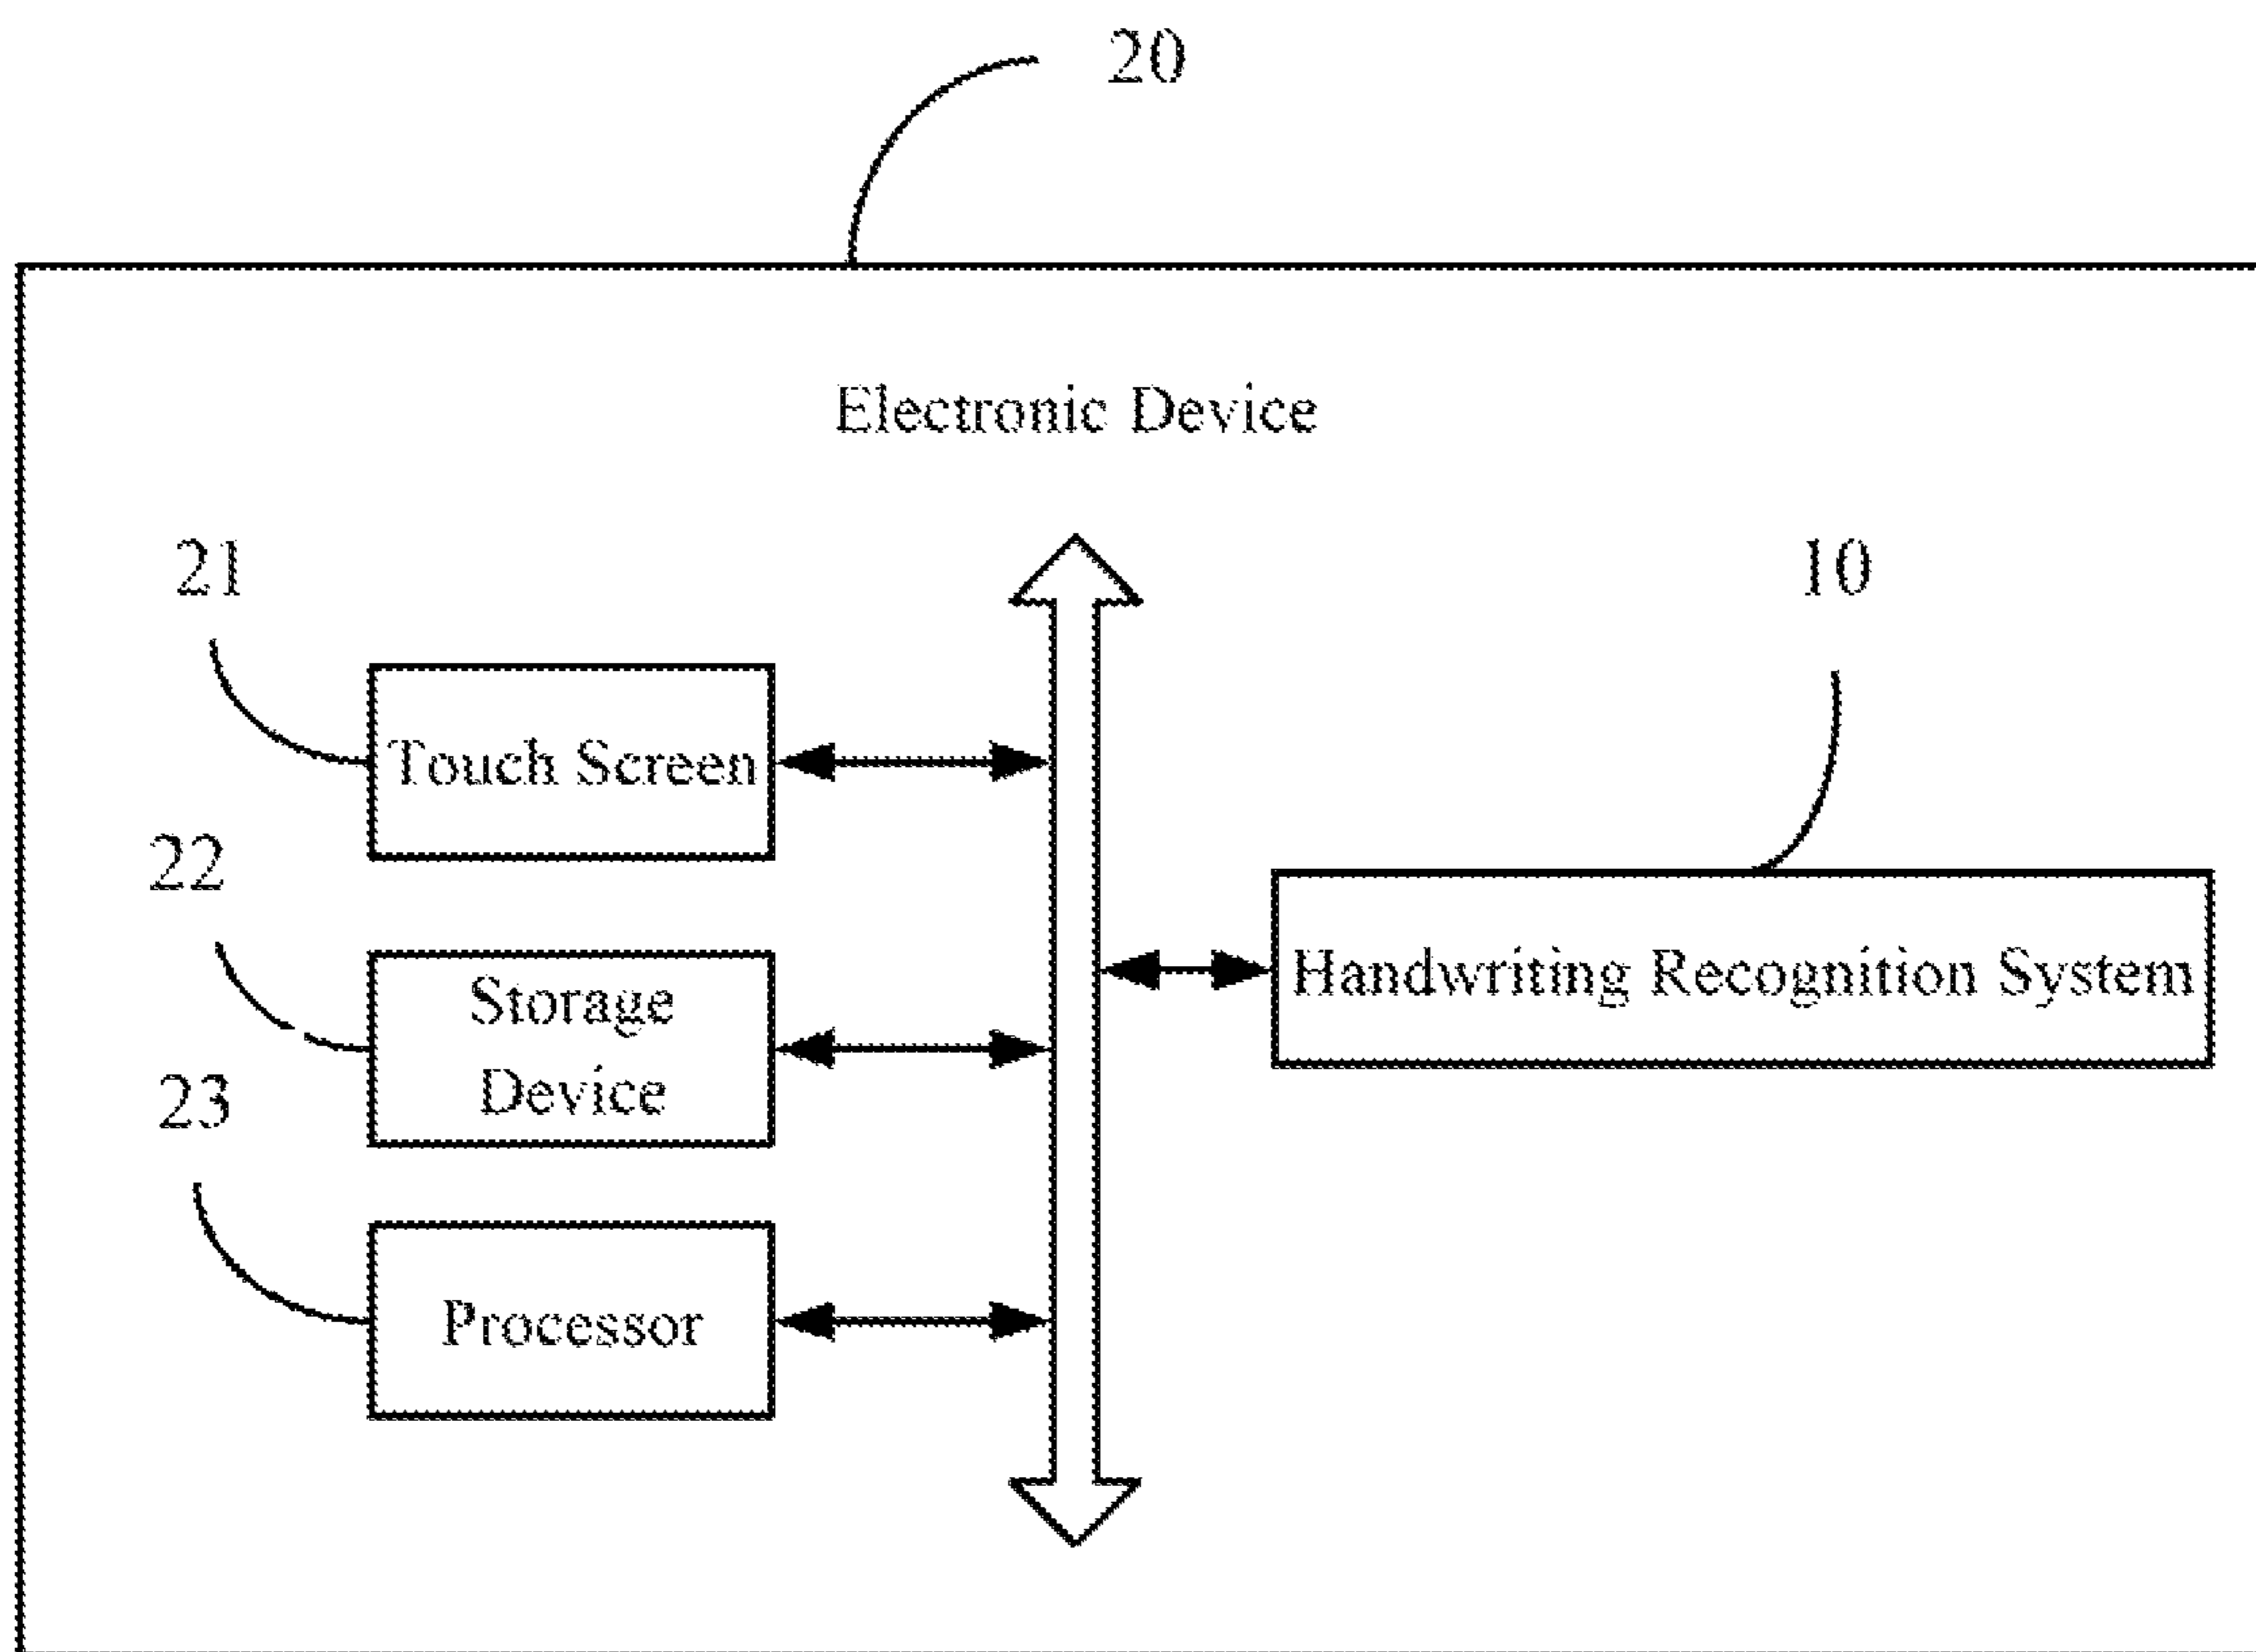 20
Electronic Device
21
10
Touch Screen
22
Handwriting Recognition System
Storage
Device
23
Processor